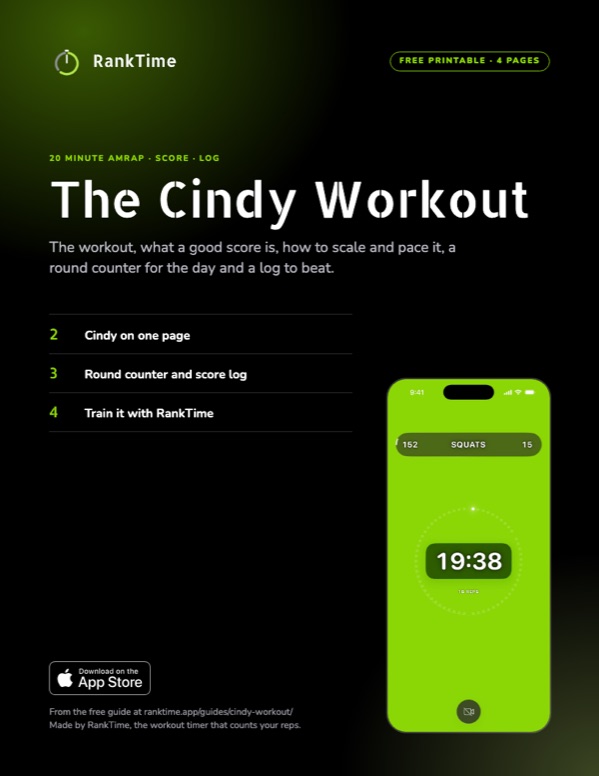 RankTime
FREE PRINTABLE · 4 PAGES
20 MINUTE AMRAP · SCORE · LOG
The Cindy Workout
The workout, what a good score is, how to scale and pace it, a
round counter for the day and a log to beat.
2 Cindy on one page
3 Round counter and score log
4 Train it with RankTime
9:41
152 SQUATS 15
19:38
Download on the
App Store
From the free guide at ranktime.app/guides/cindy-workout/
Made by RankTime, the workout timer that counts your reps.